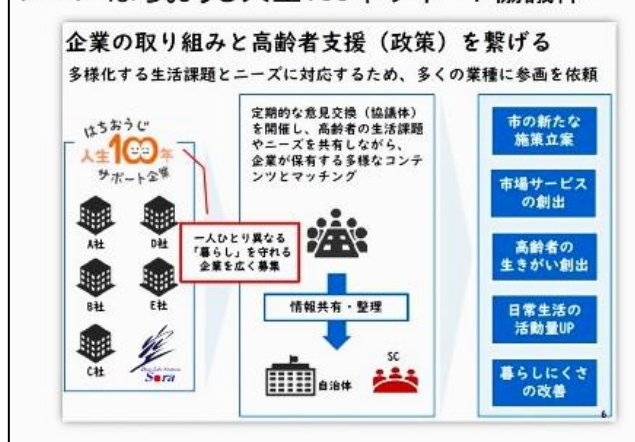 企業の取り組みと高齢者支援（政策）を繋げる
多様化する生活課題とニーズに対応するため、多くの業種に参画を依頼
はちおうじ
人生100年
サポート企業
A社
D社
B社
E社
C社
Sora
一人ひとり異なる
「暮らし」を守れる
企業を広く募集
定期的な意見交換（協議体）
を開催し、高齢者の生活課題
やニーズを共有しながら、
企業が保有する多様なコンテ
ンツとマッチング
情報共有・整理
自治体
SC
市の新たな
施策立案
市場サービス
の創出
高齢者の
生きがい創出
日常生活の
活動量UP
暮らしにくさ
の改善
6